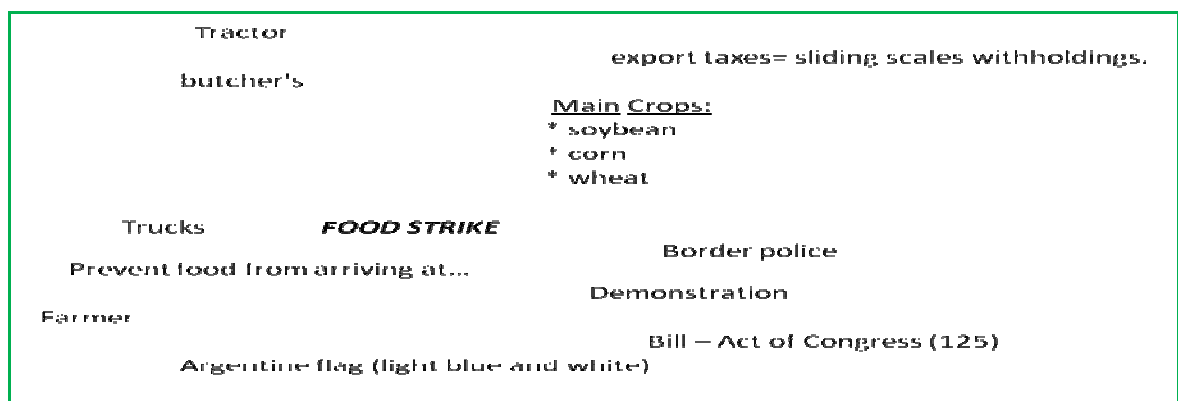 Tractor
export taxes= sliding scales withholdings.
butcher's
Main Crops:
* soybean
* corn
* wheat
Trucks
FOOD STRIKE
Border police
Prevent food from arriving at...
Demonstration
Farmer
Bill – Act of Congress (125)
Argentine flag (light blue and white)